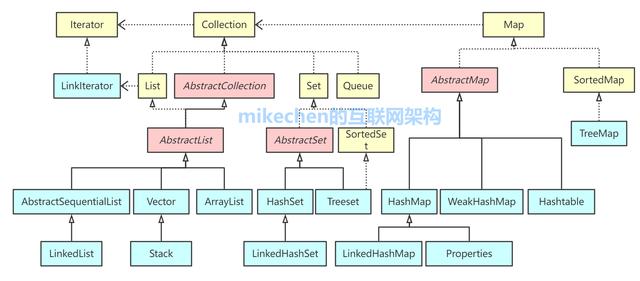 Iterator
Collection
Map
LinkIterator
List
AbstractCollection
Set
Queue
AbstractMap
SortedMap
mikechen的互联网架构
AbstractList
AbstractSet
SortedSe
t
TreeMap
AbstractSequentialList
Vector
ArrayList
HashSet
Treeset
HashMap
WeakHashMap
Hashtable
LinkedList
Stack
LinkedHashSet
LinkedHashMap
Properties